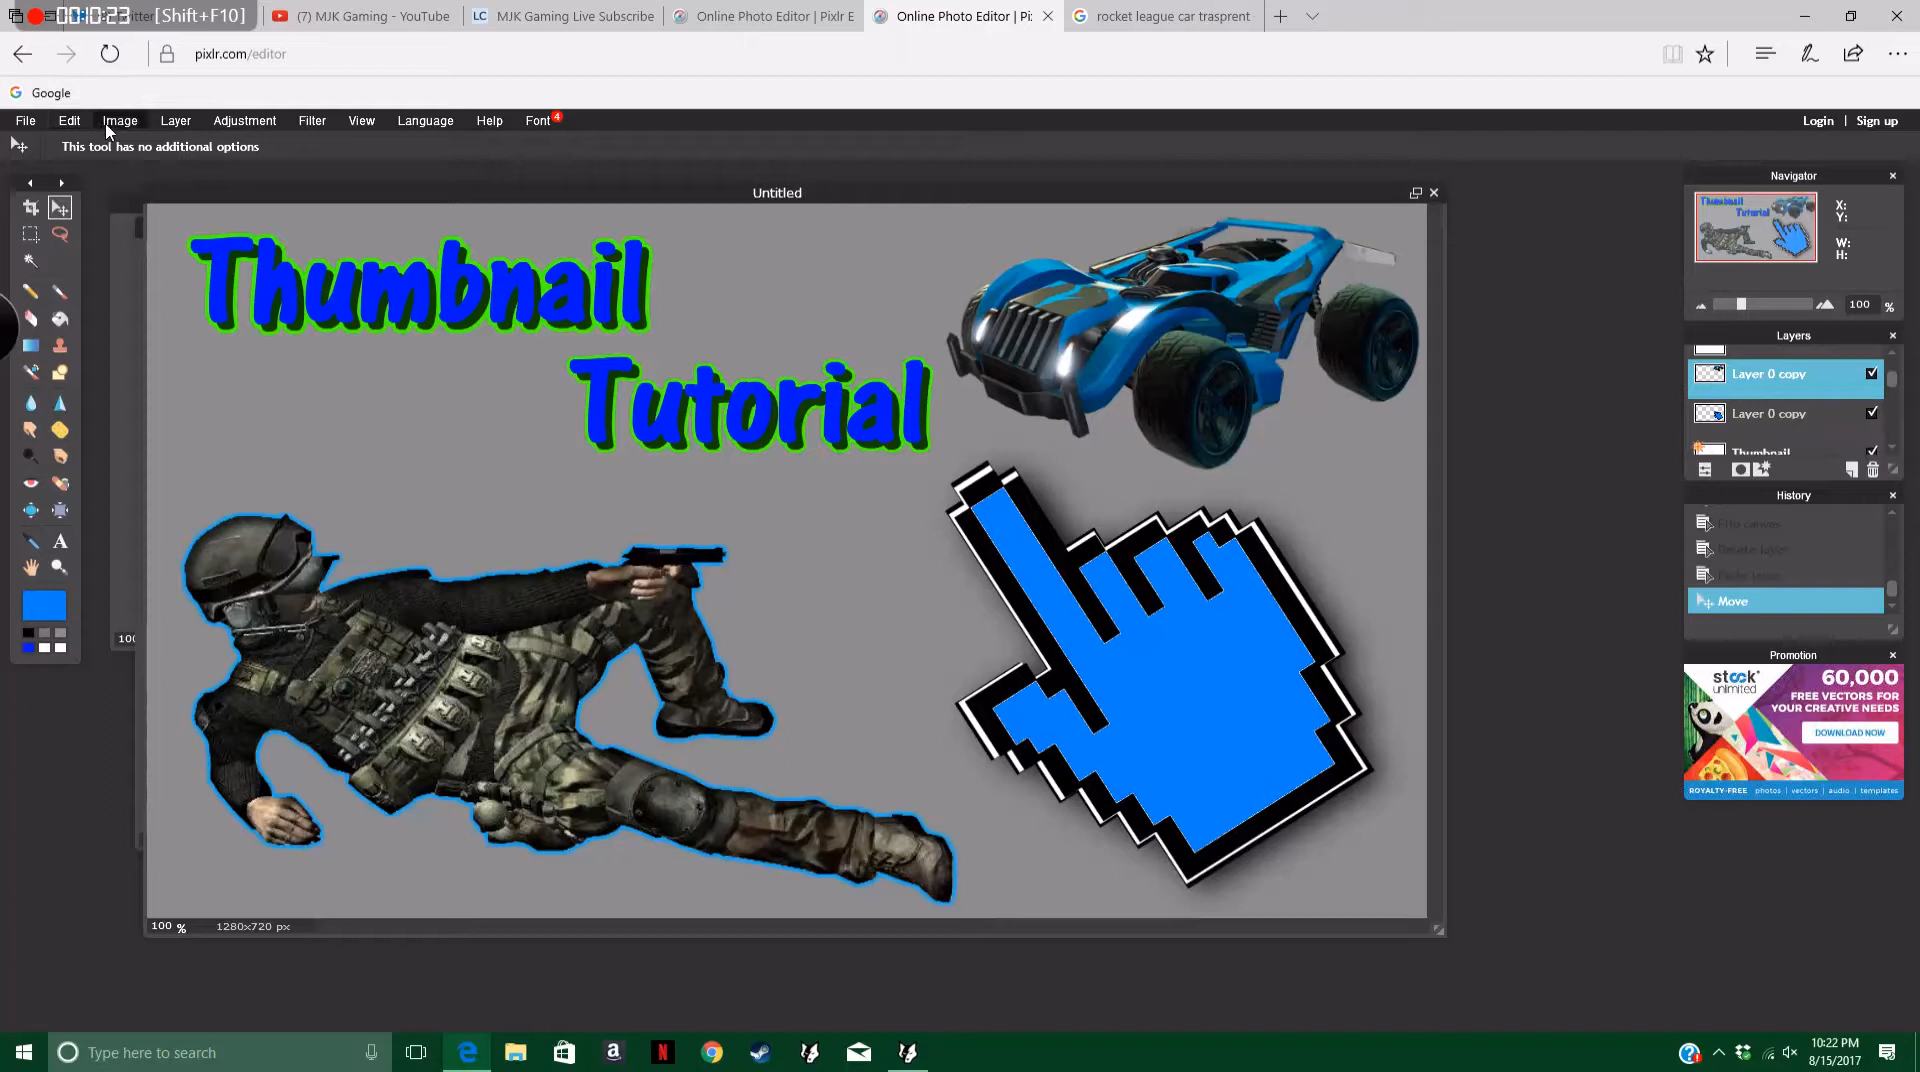 00:10:23 [Shift+F10]
(7) MJK Gaming - YouTube
LC MJK Gaming Live Subscribe
Online Photo Editor | Pixlr E
Online Photo Editor | Pi
rocket league car trasprent
pixlr.com/editor
Google
File Edit Image Layer Adjustment Filter View Language Help Font 4
Login | Sign up
This tool has no additional options
Untitled
Thumbnail
Tutorial
100 % 1280x720 px
100
Navigator
X:
Y:
W:
H:
100 %
Layers
Layer 0 copy
Layer 0 copy
Thumbnail
History
Delete layer
Move
Promotion
stock unlimited
60,000
FREE VECTORS FOR
YOUR CREATIVE NEEDS
DOWNLOAD NOW
ROYALTY-FREE photos | vectors | audio | templates
A
Type here to search
10:22 PM
8/15/2017